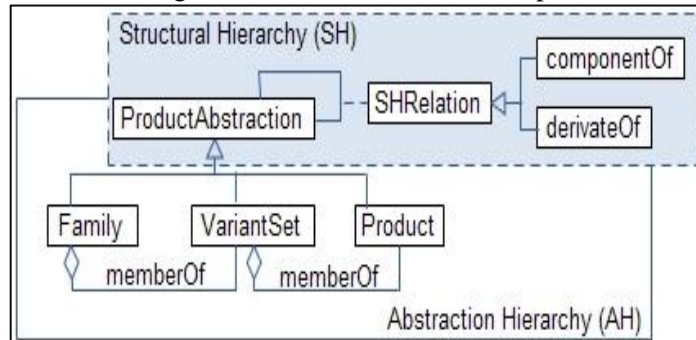 Structural Hierarchy (SH)
componentOf
SHRelation
ProductAbstraction
derivateOf
Family
VariantSet
Product
memberOf
memberOf
Abstraction Hierarchy (AH)